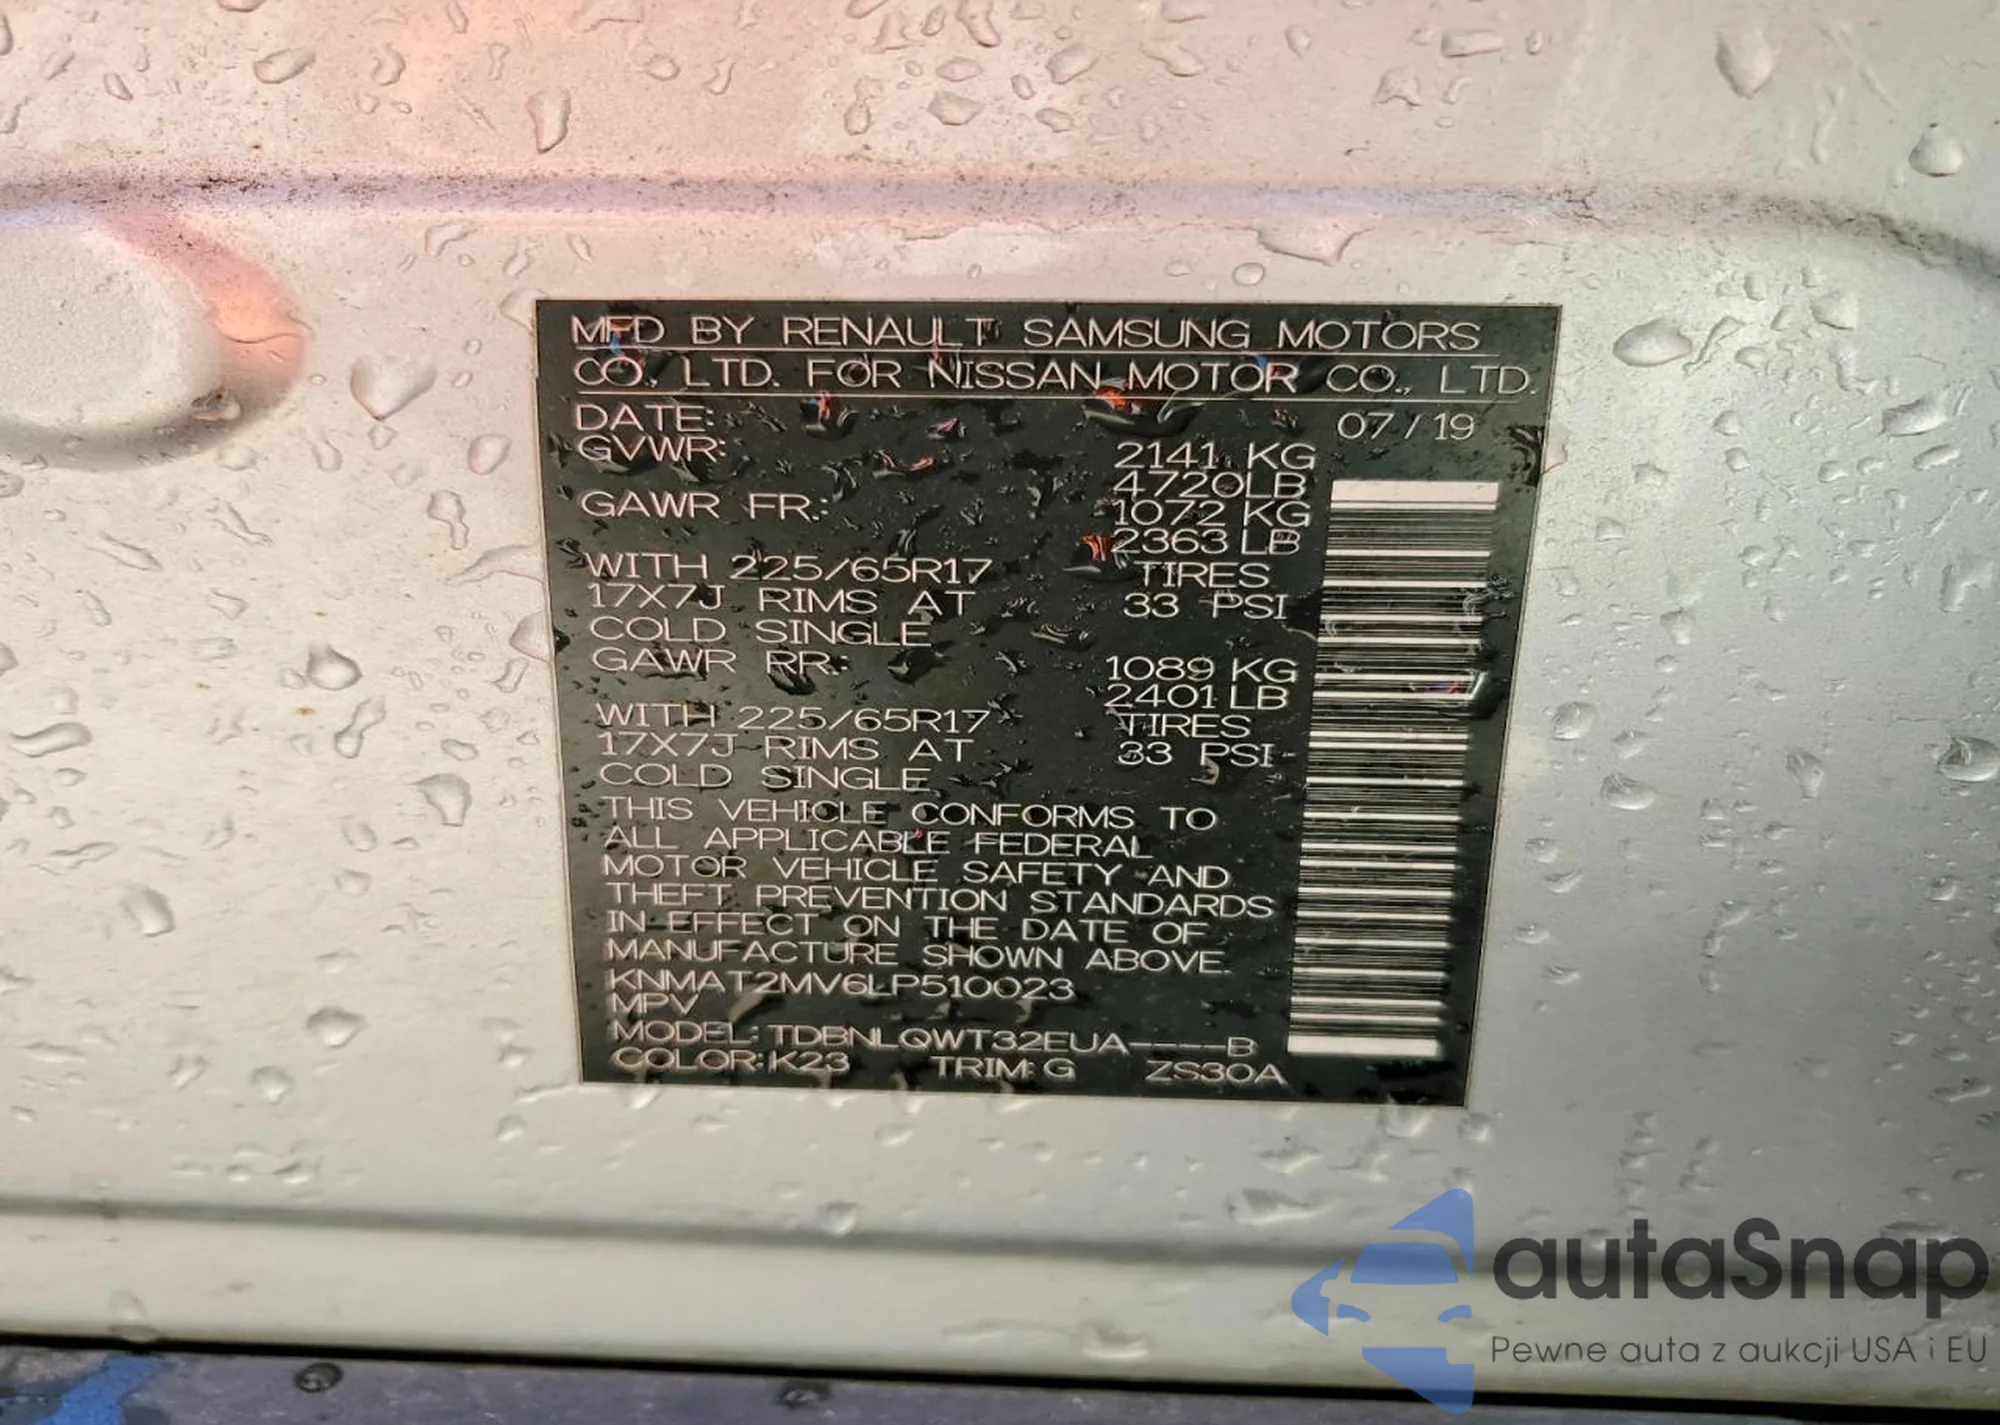 MFD BY RENAULT SAMSUNG MOTORS
CO., LTD. FOR NISSAN MOTOR CO., LTD.
DATE: 07/19
GVWR: 2141 KG
4720LB
GAWR FR.: 1072 KG
2363 LB
WITH 225/65R17 TIRES
17X7J RIMS AT 33 PSI
COLD SINGLE
GAWR RR.: 1089 KG
2401 LB
WITH 225/65R17 TIRES
17X7J RIMS AT 33 PSI
COLD SINGLE
THIS VEHICLE CONFORMS TO
ALL APPLICABLE FEDERAL
MOTOR VEHICLE SAFETY AND
THEFT PREVENTION STANDARDS
IN EFFECT ON THE DATE OF
MANUFACTURE SHOWN ABOVE.
KNMAT2MV6LP510023
MPV
MODEL: TDBNLQWT32EUA----B
COLOR: K23 TRIM: G ZS30A
autaSnap
Pewne auta z aukcji USA i EU